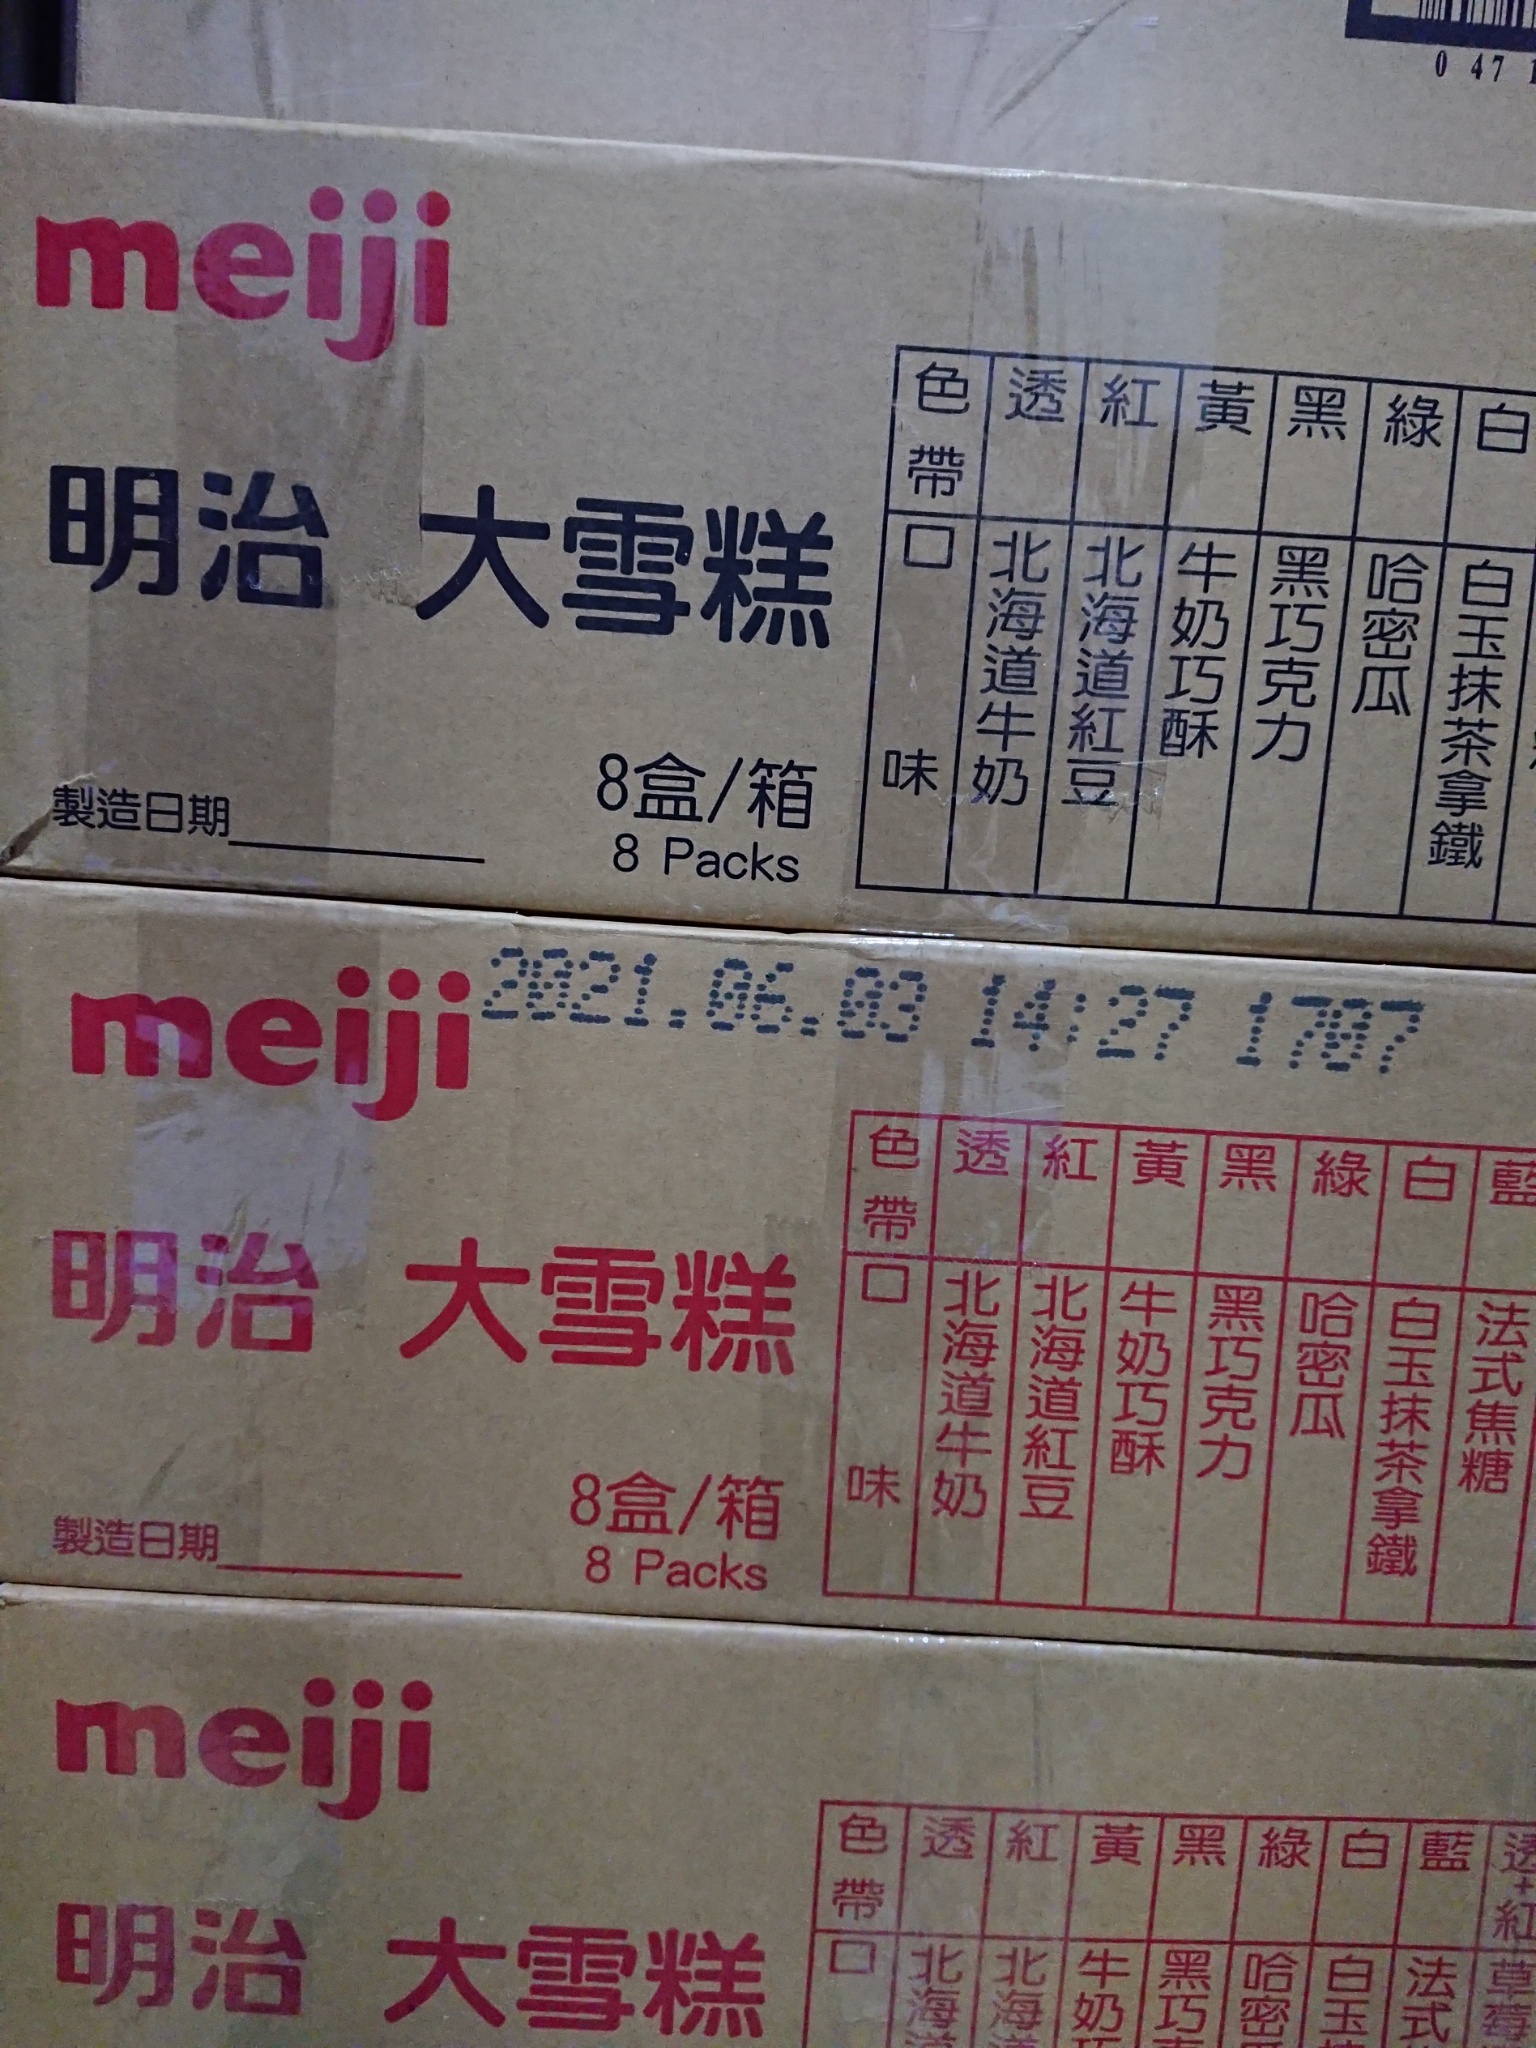 0 47
meiji
明治 大雪糕
製造日期
8盒/箱
8 Packs
色帶 透 紅 黃 黑 綠 白
口味 北海道牛奶 北海道紅豆 牛奶巧酥 黑巧克力 哈密瓜 白玉抹茶拿鐵
meiji
2021.06.03 14:27 1707
明治 大雪糕
製造日期
8盒/箱
8 Packs
色帶 透 紅 黃 黑 綠 白 藍
口味 北海道牛奶 北海道紅豆 牛奶巧酥 黑巧克力 哈密瓜 白玉抹茶拿鐵 法式焦糖
meiji
明治 大雪糕
色帶 透 紅 黃 黑 綠 白 藍 透+紅
口 北海道 北海道 牛奶巧 黑巧 哈密 白玉 法式 草莓